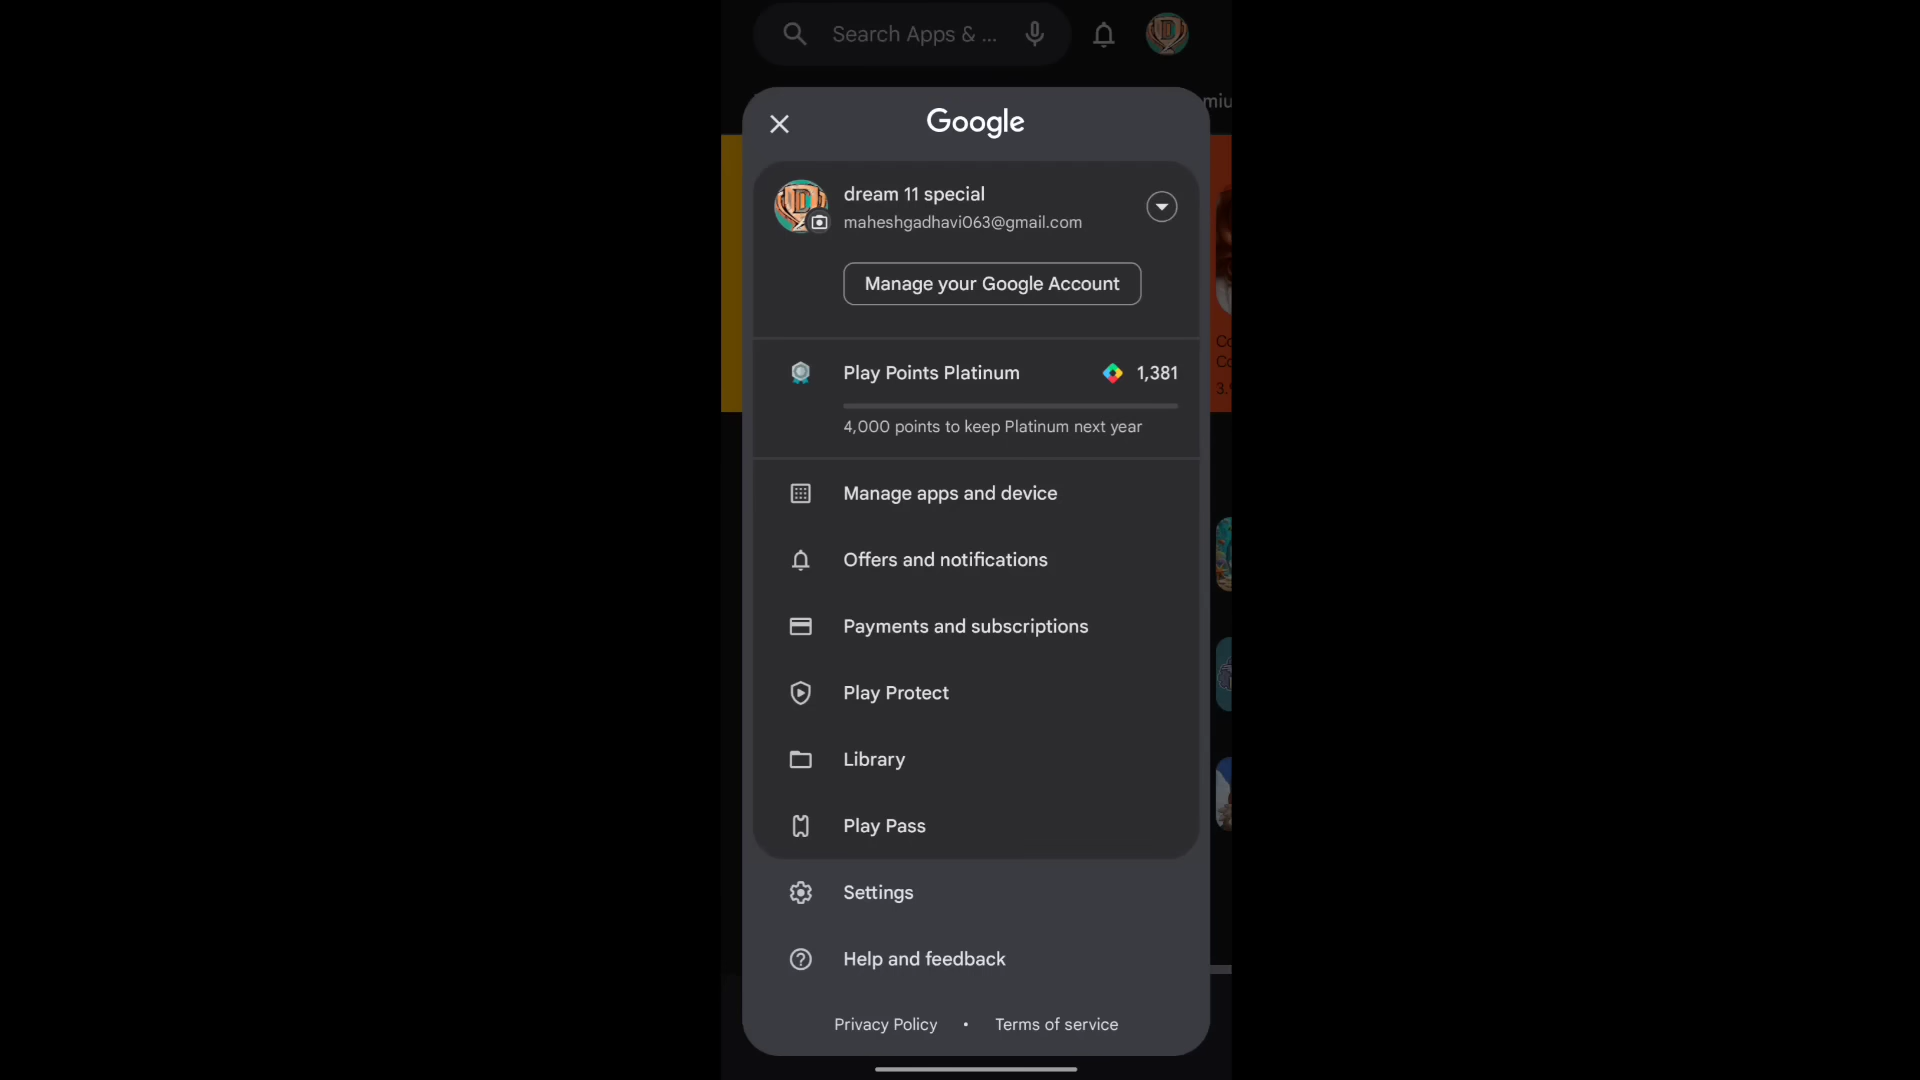 Search Apps & ...
miu
Google
dream 11 special
maheshgadhavi063@gmail.com
Manage your Google Account
Play Points Platinum 1,381
4,000 points to keep Platinum next year
Manage apps and device
Offers and notifications
Payments and subscriptions
Play Protect
Library
Play Pass
Settings
Help and feedback
Privacy Policy • Terms of service